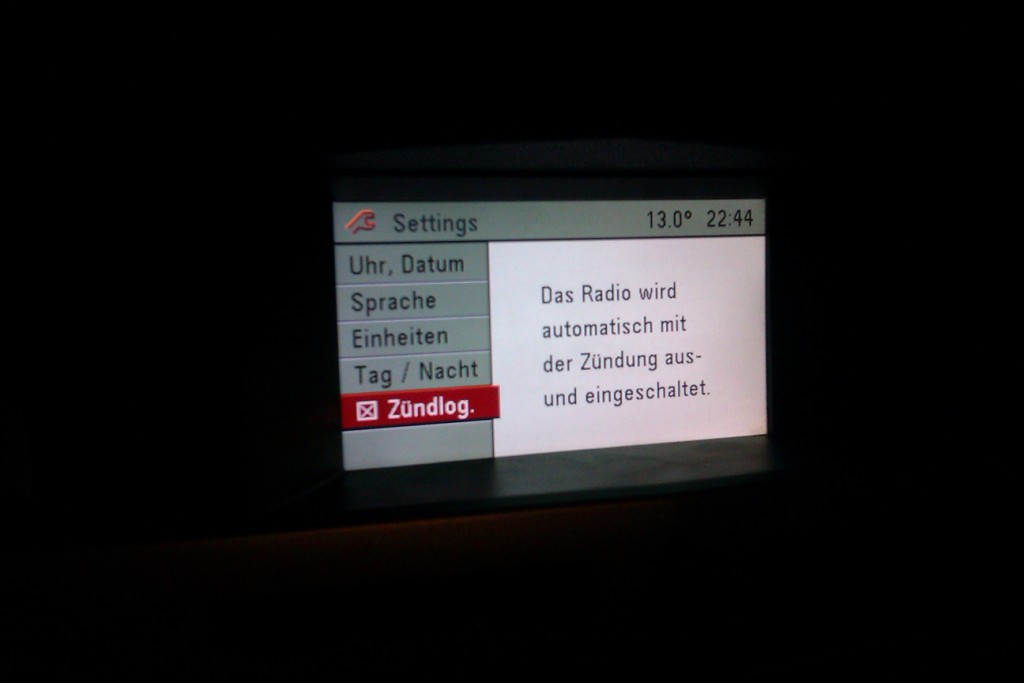 Settings 13.0° 22:44
Uhr, Datum
Sprache
Einheiten
Tag / Nacht
Zündlog.
Das Radio wird
automatisch mit
der Zündung aus-
und eingeschaltet.